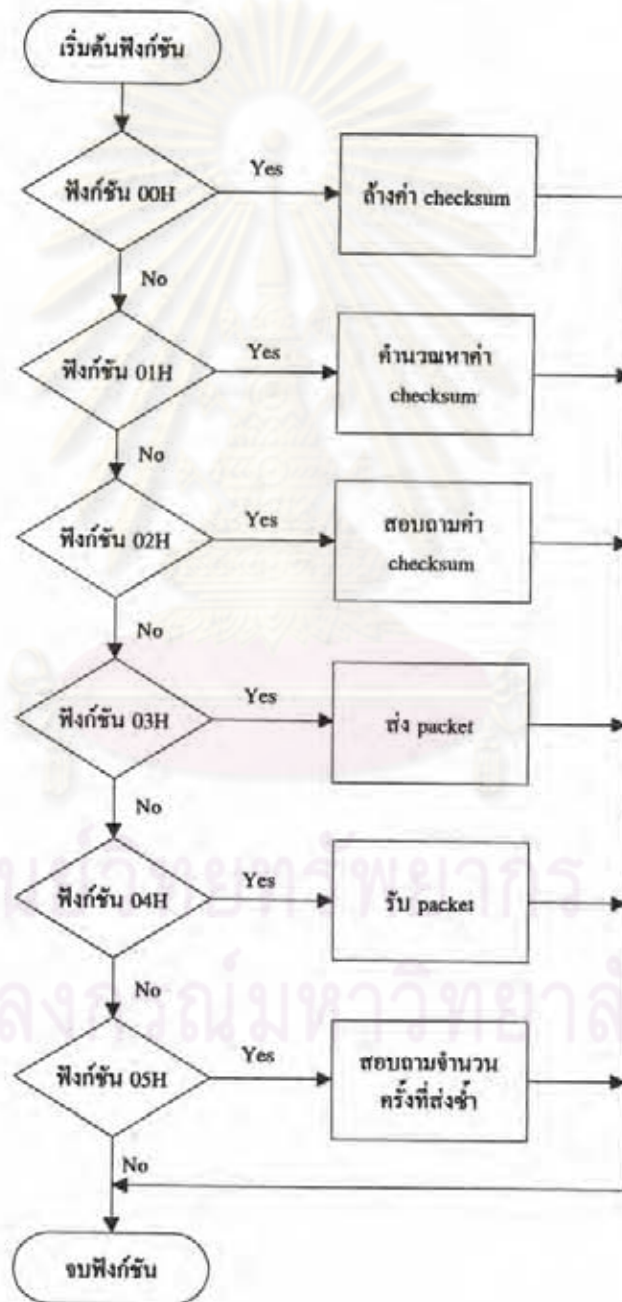 เริ่มต้นฟังก์ชัน
ฟังก์ชัน 00H
Yes
ล้างค่า checksum
No
ฟังก์ชัน 01H
Yes
คำนวณหาค่า
checksum
No
ฟังก์ชัน 02H
Yes
สอบถามค่า
checksum
No
ฟังก์ชัน 03H
Yes
ส่ง packet
No
ฟังก์ชัน 04H
Yes
รับ packet
No
ฟังก์ชัน 05H
Yes
สอบถามจำนวน
ครั้งที่ส่งซ้ำ
No
จบฟังก์ชัน